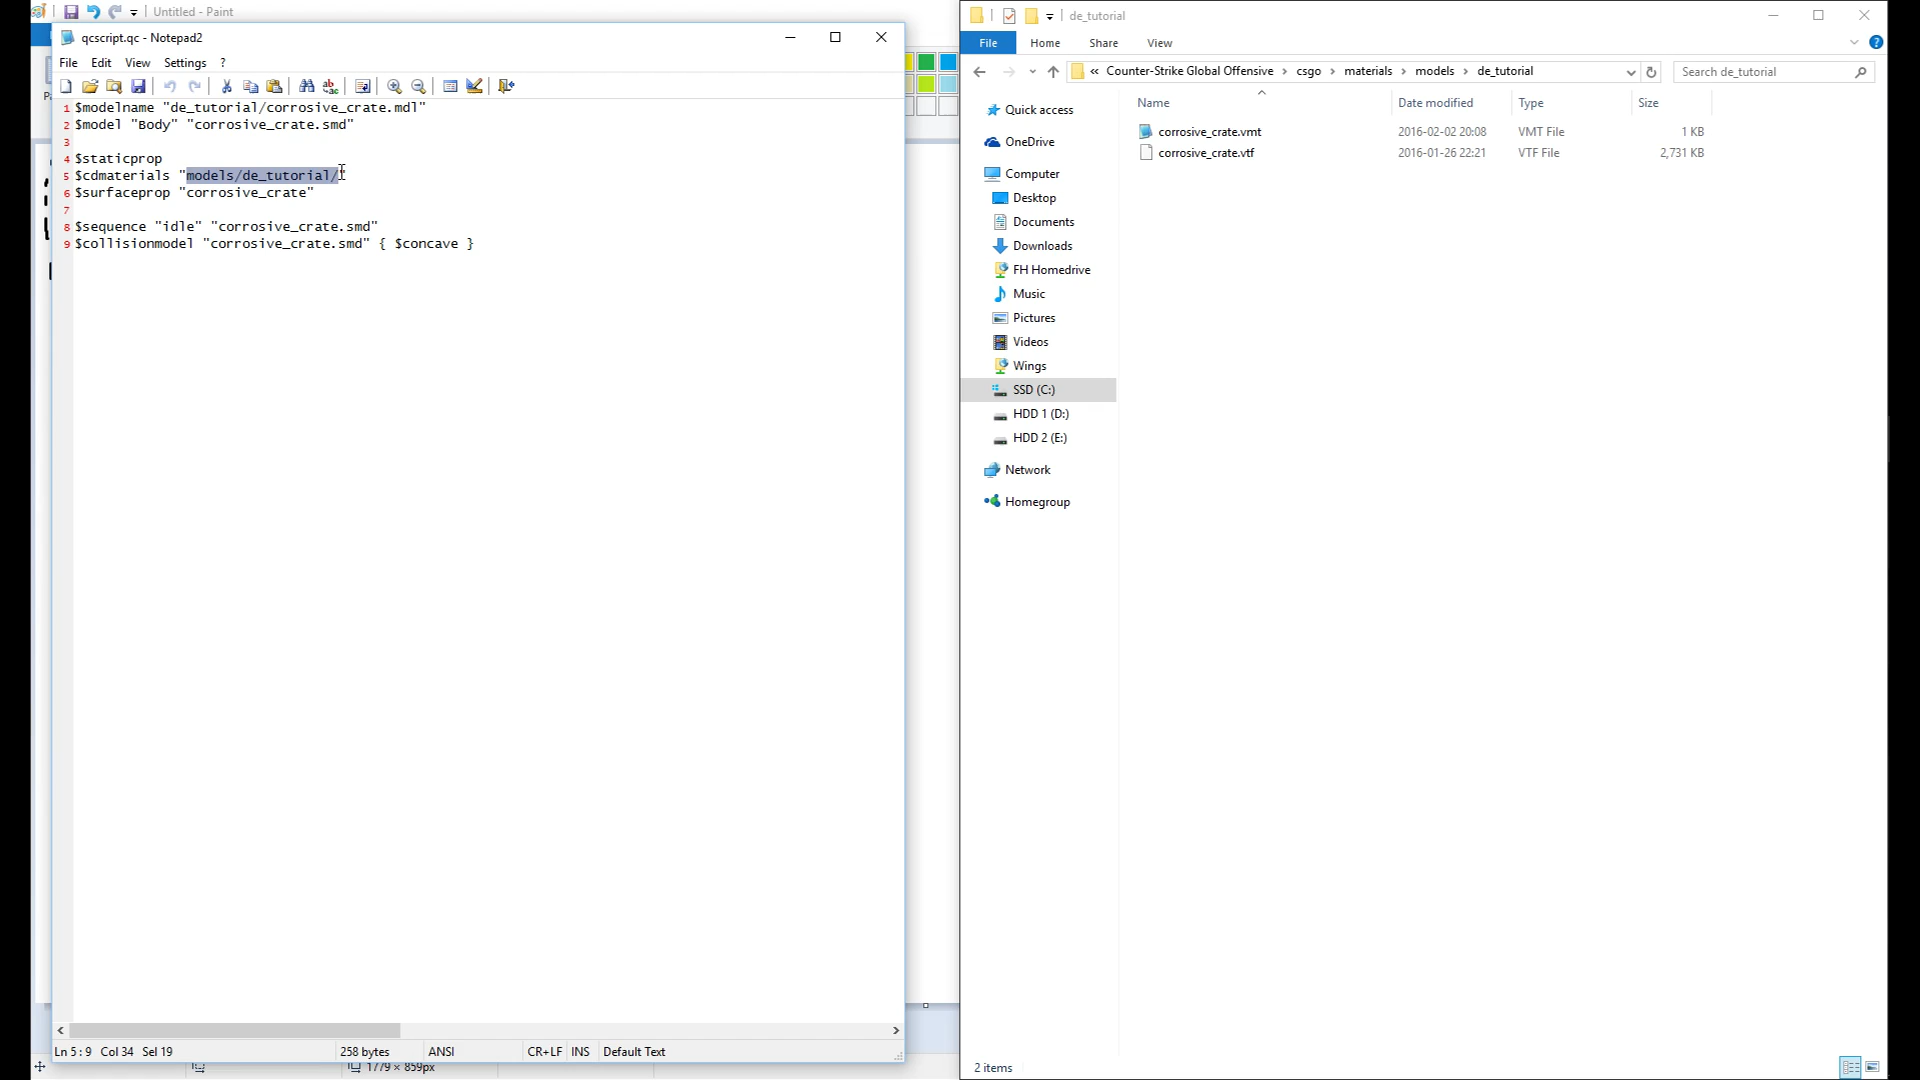 Untitled - Paint
qcscript.qc - Notepad2
File Edit View Settings ?
1 $modelname "de_tutorial/corrosive_crate.mdl"
2 $model "Body" "corrosive_crate.smd"
3
4 $staticprop
5 $cdmaterials "models/de_tutorial/"
6 $surfaceprop "corrosive_crate"
7
8 $sequence "idle" "corrosive_crate.smd"
9 $collisionmodel "corrosive_crate.smd" { $concave }
Ln 5 : 9 Col 34 Sel 19 258 bytes ANSI CR+LF INS Default Text
1779 × 859px
de_tutorial
File Home Share View
« Counter-Strike Global Offensive › csgo › materials › models › de_tutorial
Search de_tutorial
Name Date modified Type Size
corrosive_crate.vmt 2016-02-02 20:08 VMT File 1 KB
corrosive_crate.vtf 2016-01-26 22:21 VTF File 2,731 KB
Quick access
OneDrive
Computer
Desktop
Documents
Downloads
FH Homedrive
Music
Pictures
Videos
Wings
SSD (C:)
HDD 1 (D:)
HDD 2 (E:)
Network
Homegroup
2 items